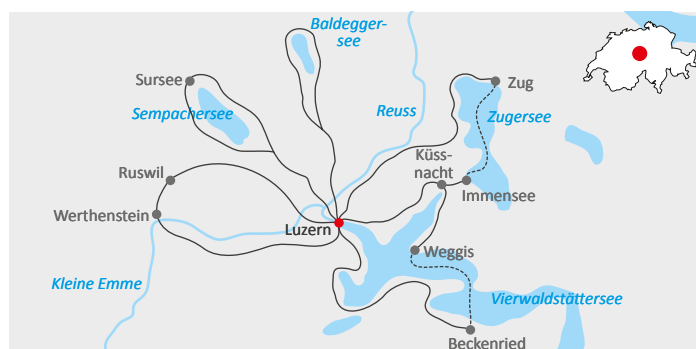 Baldegger-
see
Sursee
Zug
Sempachersee
Reuss
Zugersee
Küss-
nacht
Ruswil
Immensee
Werthenstein
Luzern
Weggis
Kleine Emme
Vierwaldstättersee
Beckenried